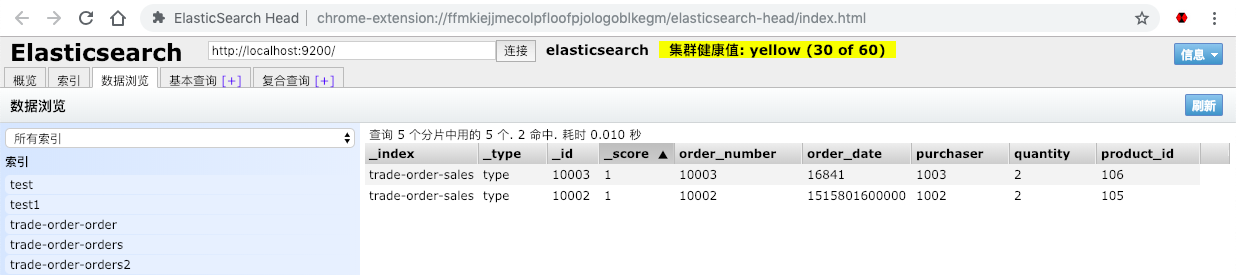 ElasticSearch Head | chrome-extension://ffmkiejjmecolpfloofpjologoblkegm/elasticsearch-head/index.html
Elasticsearch http://localhost:9200/ 连接 elasticsearch 集群健康值: yellow (30 of 60) 信息
概览 索引 数据浏览 基本查询 [+] 复合查询 [+]
数据浏览 刷新
所有索引
索引
test
test1
trade-order-order
trade-order-orders
trade-order-orders2
查询 5 个分片中用的 5 个. 2 命中. 耗时 0.010 秒
_index _type _id _score ▲ order_number order_date purchaser quantity product_id
trade-order-sales type 10003 1 10003 16841 1003 2 106
trade-order-sales type 10002 1 10002 1515801600000 1002 2 105